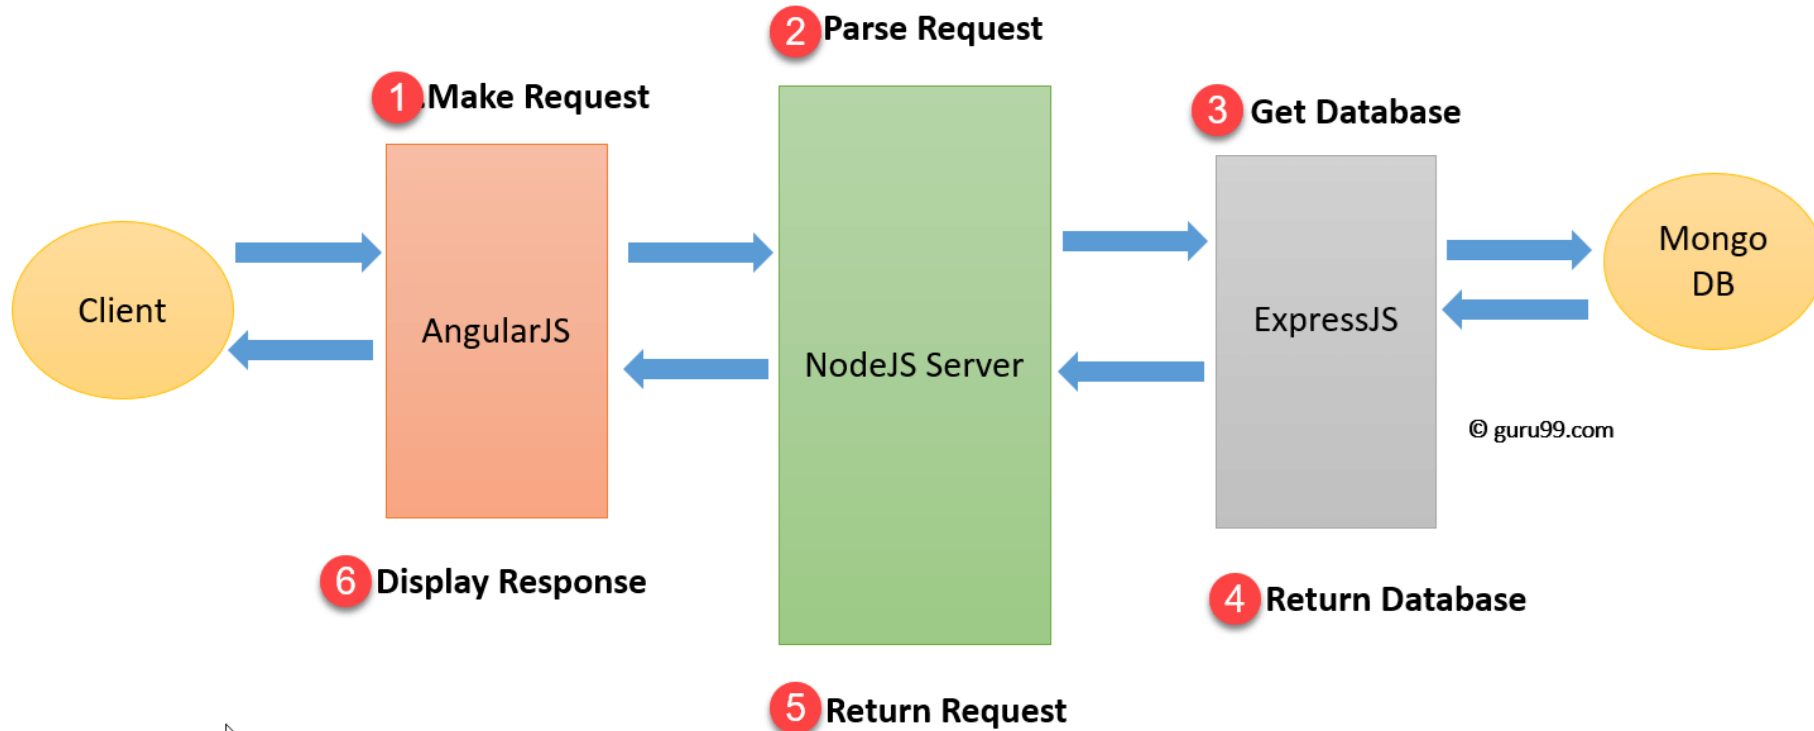 2 Parse Request
1 .Make Request
3 Get Database
Client
AngularJS
NodeJS Server
ExpressJS
Mongo
DB
© guru99.com
6 Display Response
4 Return Database
5 Return Request